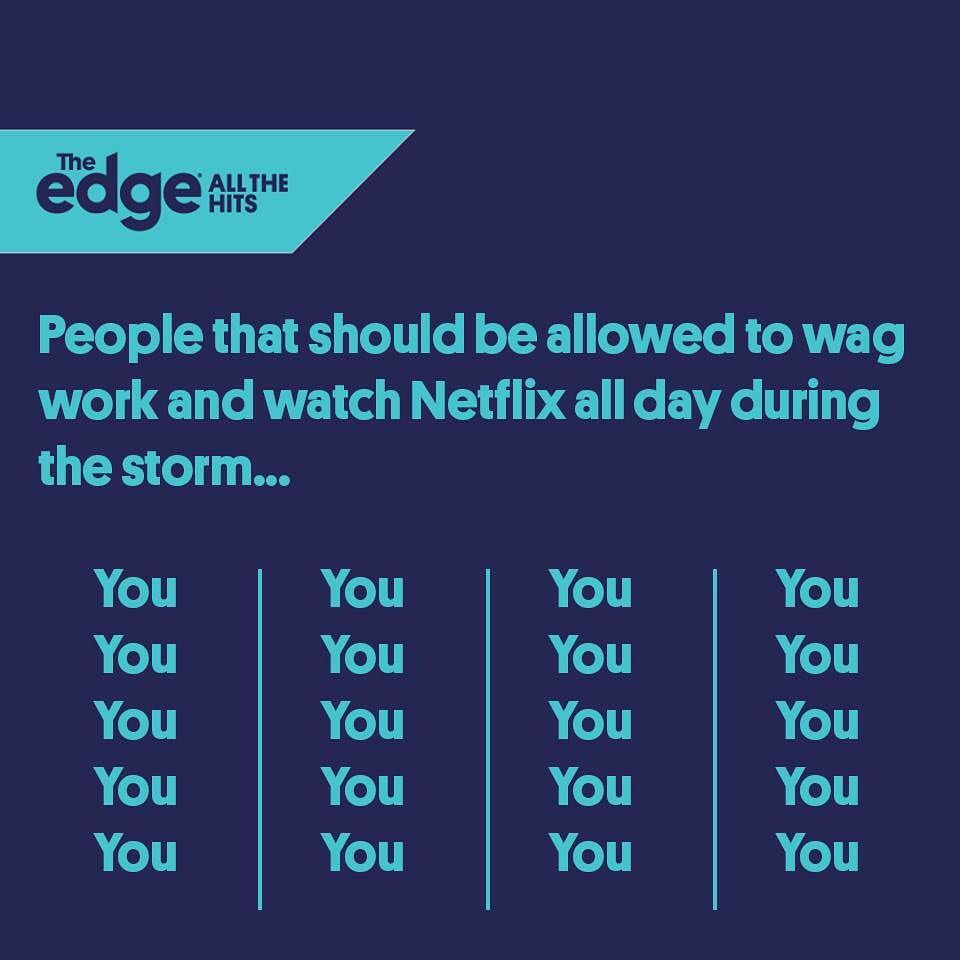 The
edge ALL THE
HITS
People that should be allowed to wag
work and watch Netflix all day during
the storm...
You You You You
You You You You
You You You You
You You You You
You You You You